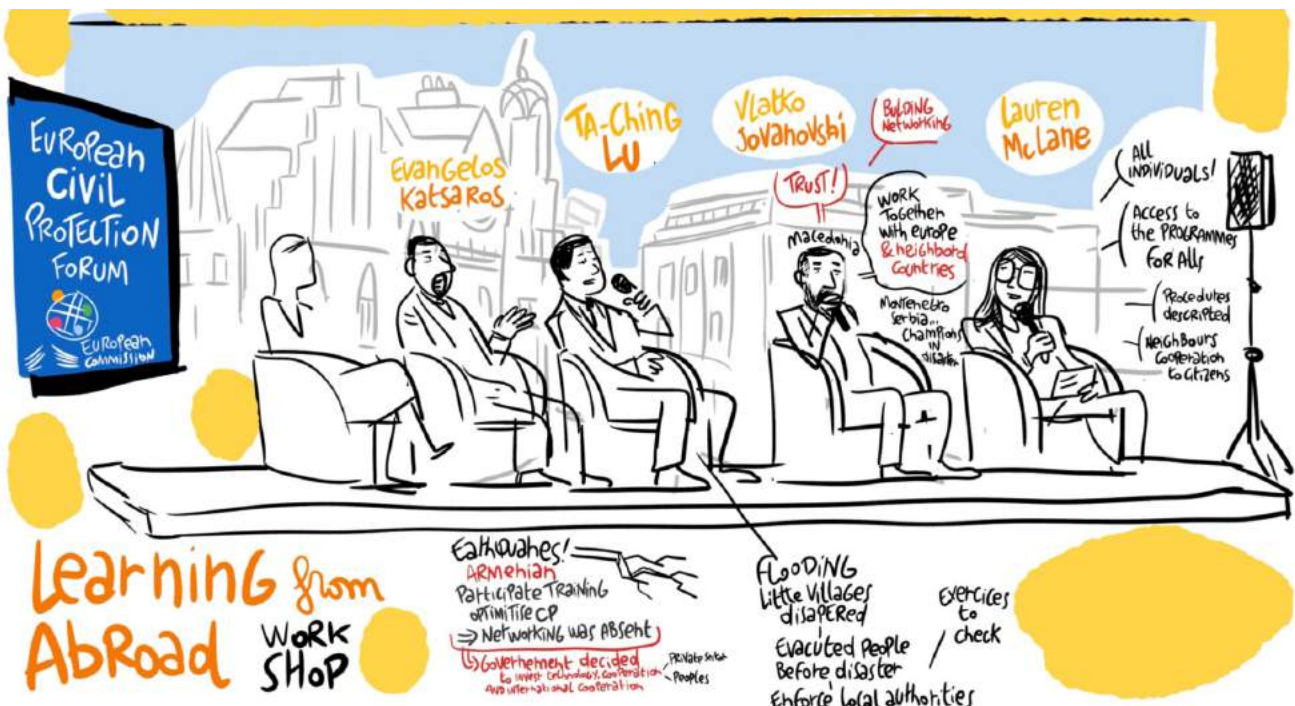 EUROPEAN
CIVIL
PROTECTION
FORUM
EUROPEAN
COMMISSION
Evangelos
Katsaros
TA-Ching
LU
Vlatko
Jovanovski
BUILDING
NETWORKING
TRUST!
Macedonia
WORK
Together
with europe
& neighbord
Countries
Montenegro
Serbia...
Champions
IN
disaster
Lauren
McLane
ALL
INDIVIDUALS!
Access to
the PROGRAMMES
FOR Alls
Procedures
descripted
Neighbours
Cooperation
to Citizens
Learning from
Abroad
WORK
SHOP
Earthquakes!
ARMENIAN
Participate TRAINING
OPTIMITISE CP
⇒ NETWORKING was ABSENT
Governement decided
to invest technology, cooperation
AND international cooperation
Private sector
Peoples
FLOODING
Little Villages
disapered
Evacuted People
Before disaster
Enforce local authorities
Exercices
to
check